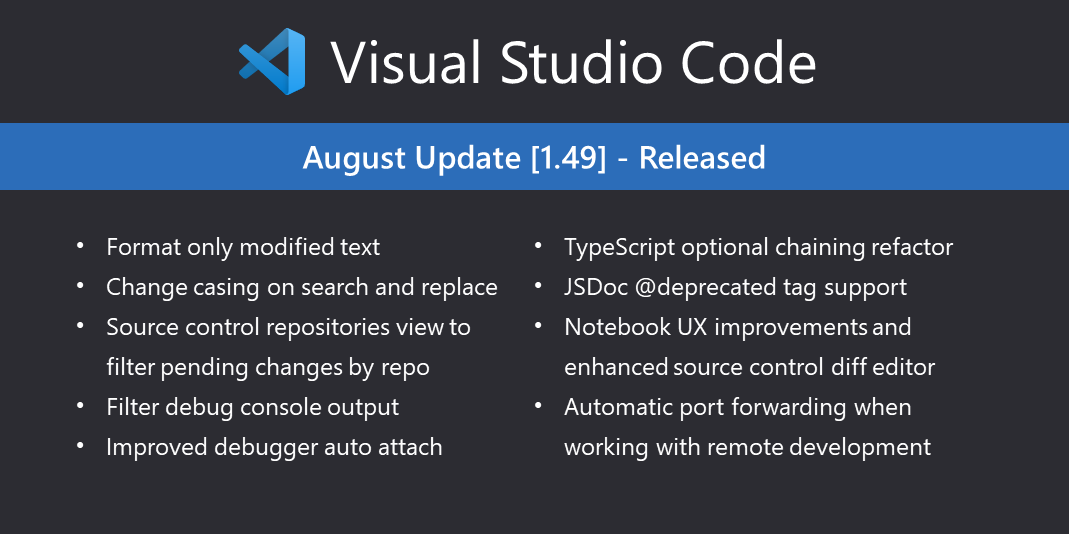 Visual Studio Code
August Update [1.49] - Released
• Format only modified text
• Change casing on search and replace
• Source control repositories view to
filter pending changes by repo
• Filter debug console output
• Improved debugger auto attach
• TypeScript optional chaining refactor
• JSDoc @deprecated tag support
• Notebook UX improvements and
enhanced source control diff editor
• Automatic port forwarding when
working with remote development